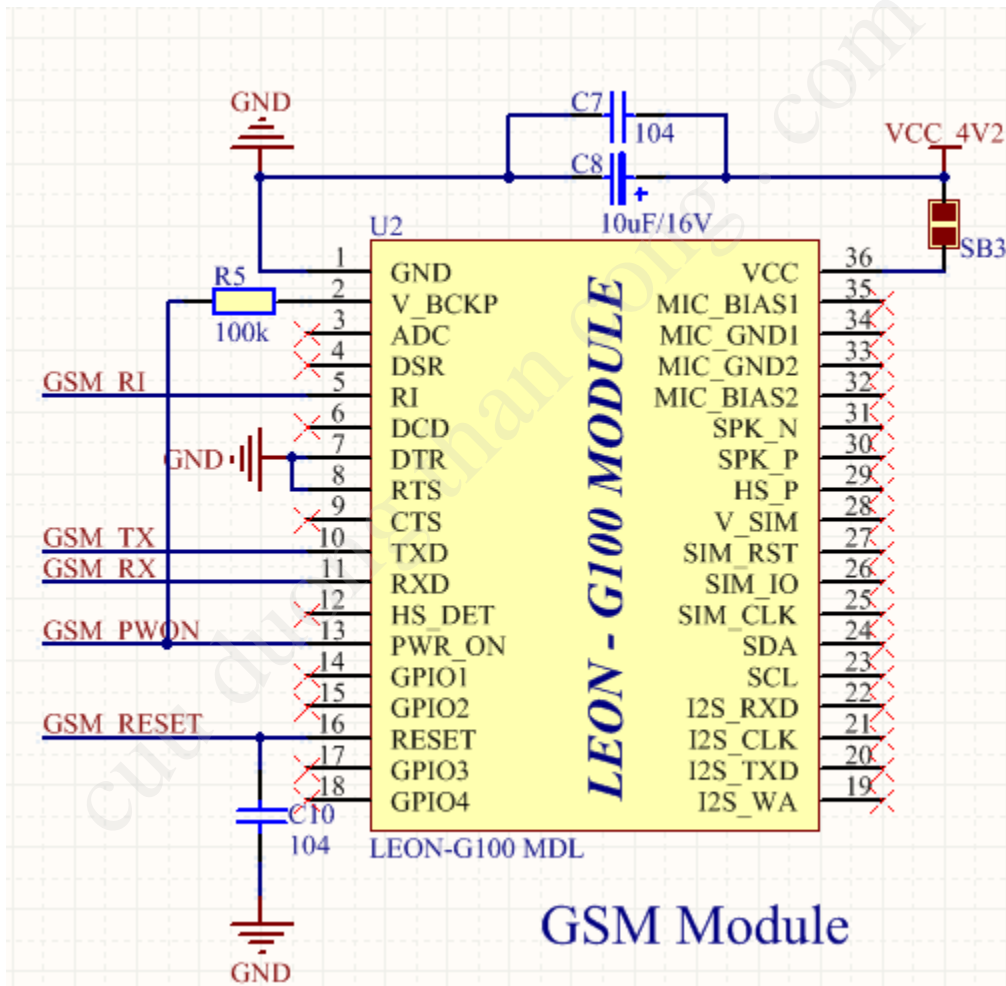 GND
C7
104
VCC_4V2
C8
10uF/16V
SB3
U2
R5
100k
1 GND
2 V_BCKP
3 ADC
4 DSR
GSM_RI
5 RI
6 DCD
GND
7 DTR
8 RTS
9 CTS
GSM_TX
10 TXD
GSM_RX
11 RXD
12 HS_DET
GSM_PWON
13 PWR_ON
14 GPIO1
15 GPIO2
GSM_RESET
16 RESET
17 GPIO3
18 GPIO4
LEON - G100 MODULE
VCC 36
MIC_BIAS1 35
MIC_GND1 34
MIC_GND2 33
MIC_BIAS2 32
SPK_N 31
SPK_P 30
HS_P 29
V_SIM 28
SIM_RST 27
SIM_IO 26
SIM_CLK 25
SDA 24
SCL 23
I2S_RXD 22
I2S_CLK 21
I2S_TXD 20
I2S_WA 19
C10
104
LEON-G100 MDL
GND
GSM Module
cuu duong than cong . com